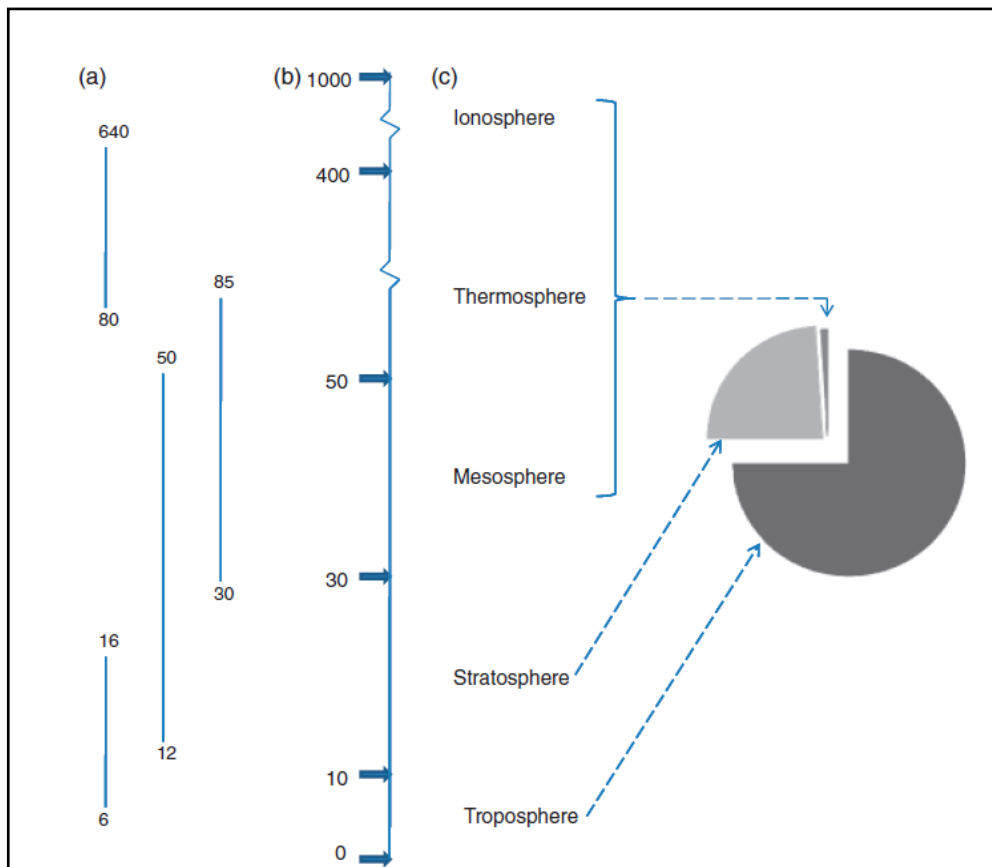 (a)
640
80
85
50
30
16
12
6
(b)
1000
400
50
30
10
0
(c)
Ionosphere
Thermosphere
Mesosphere
Stratosphere
Troposphere